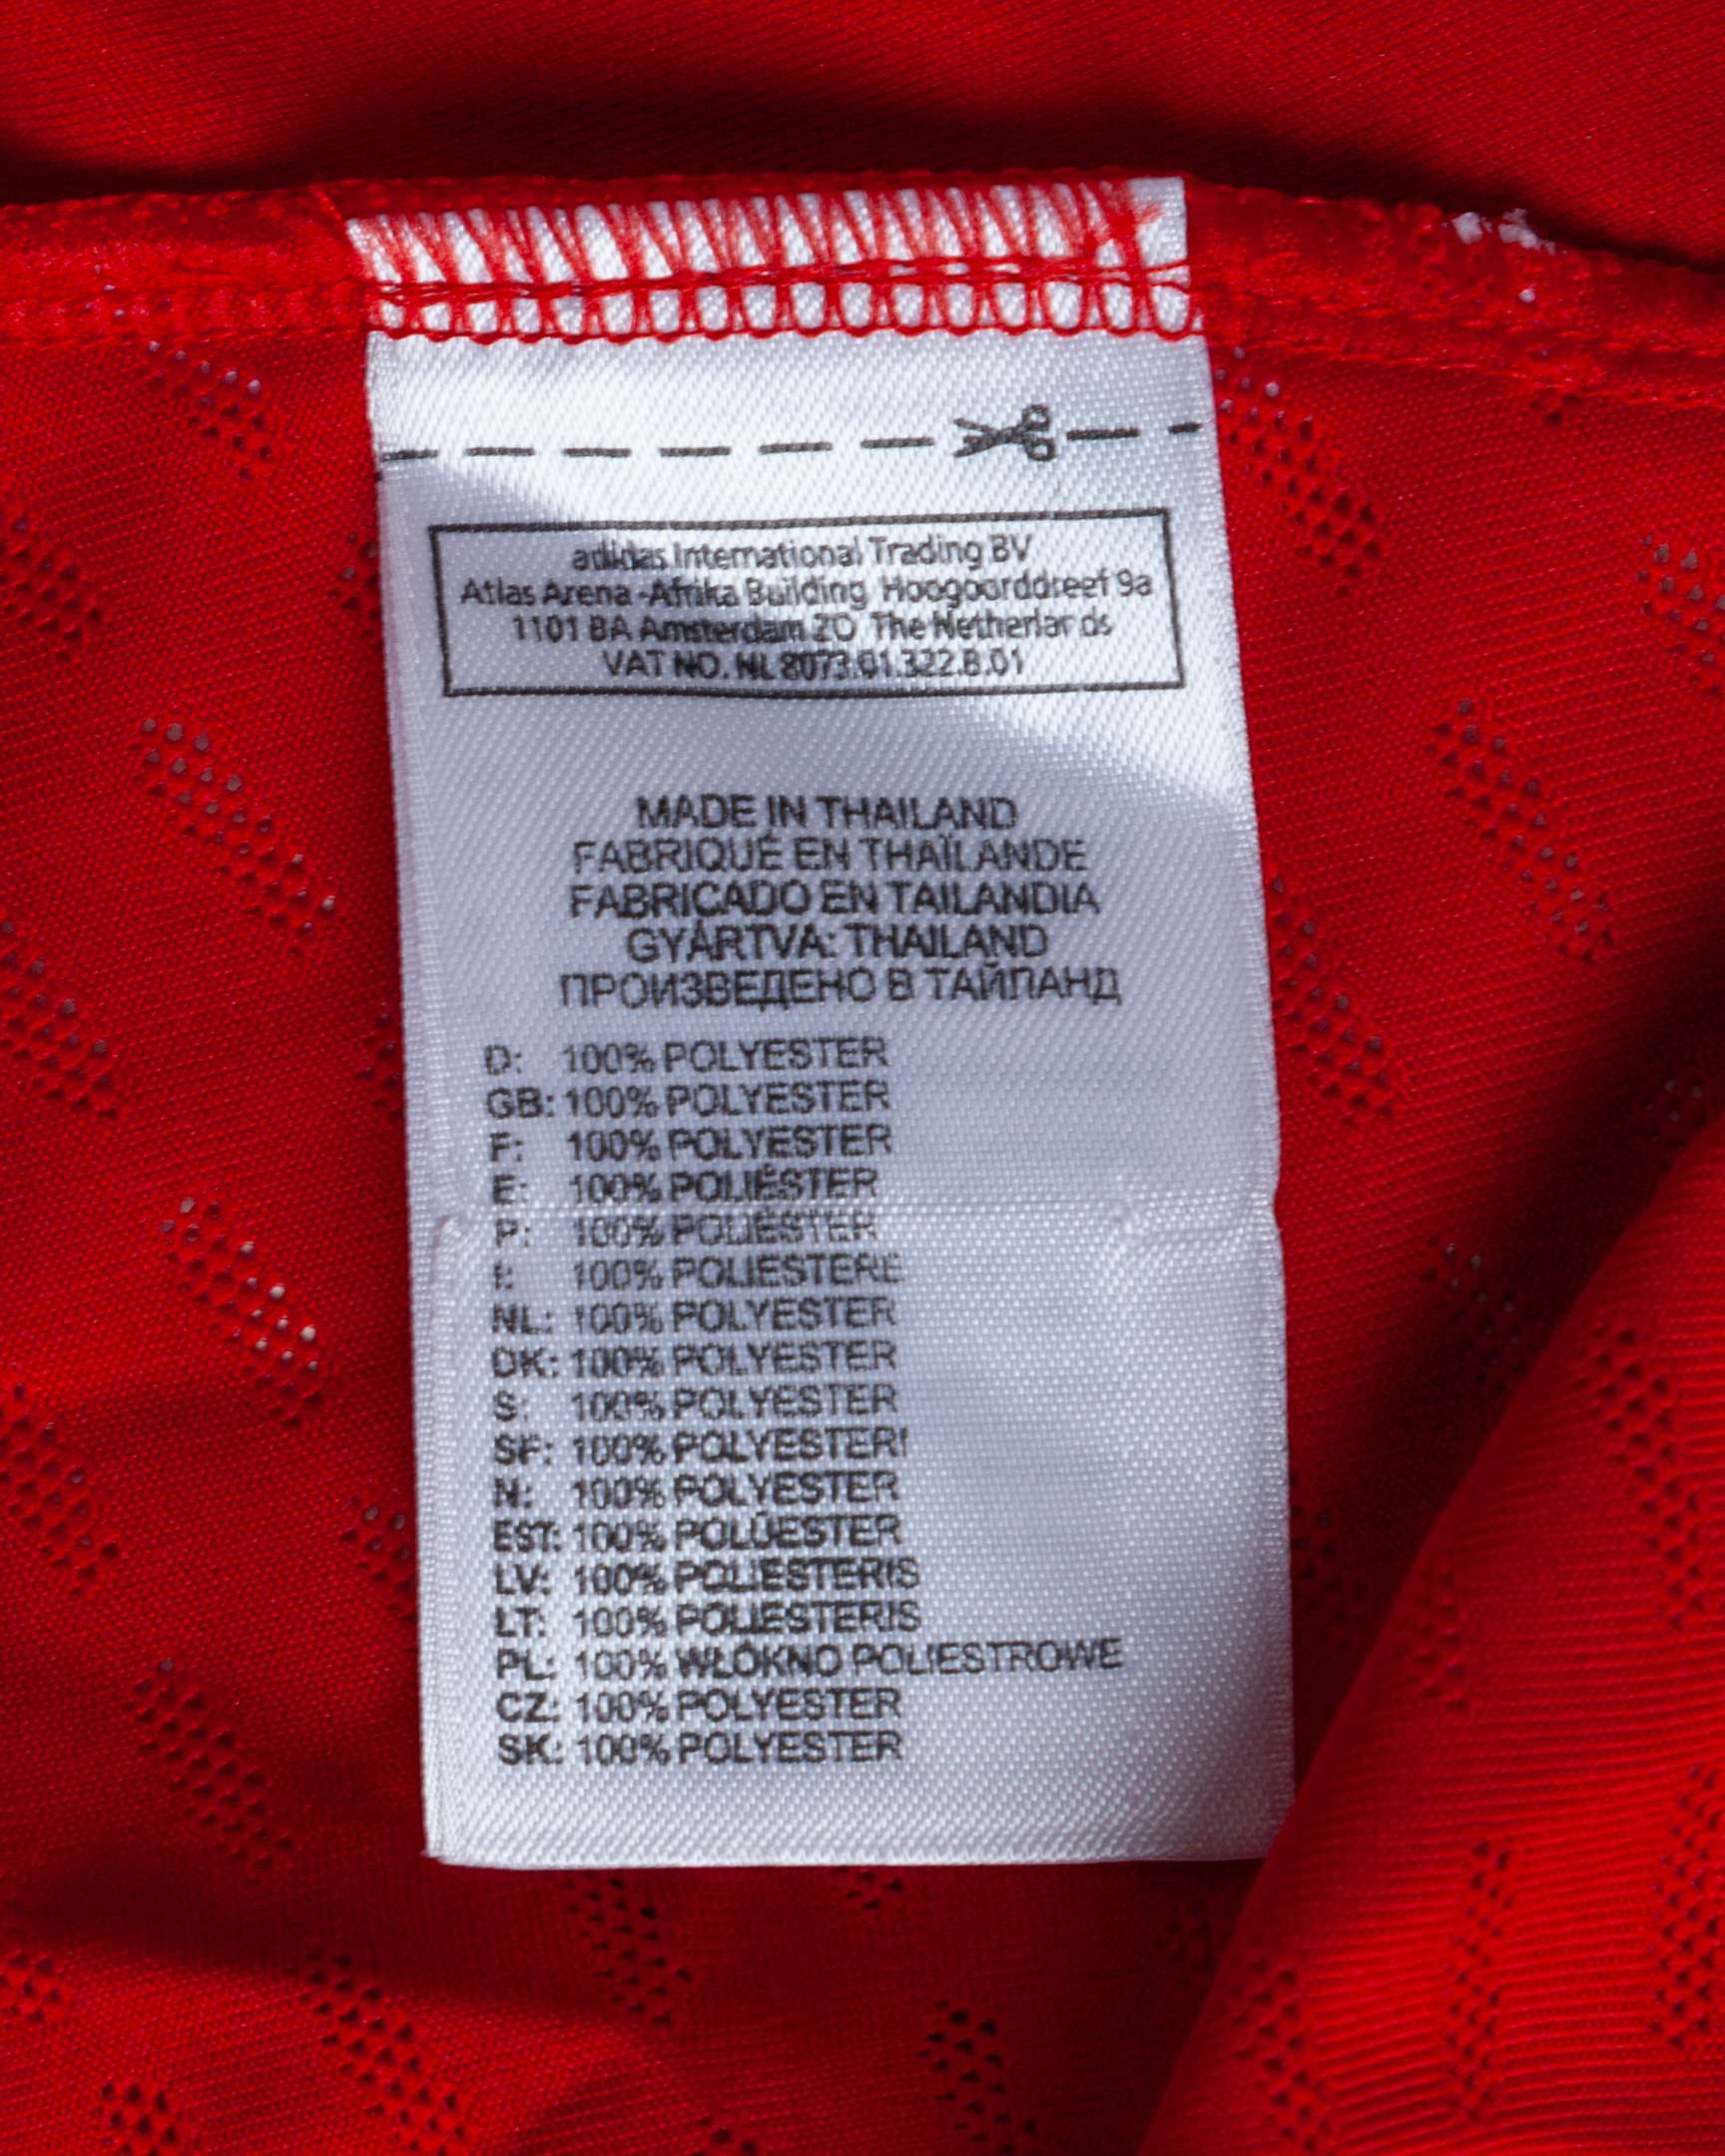 adidas International Trading BV
Atlas Arena - Afrika Building Hoogoorddreef 9a
1101 BA Amsterdam ZO The Netherlands
VAT NO. NL 8073.01.322.B.01
MADE IN THAILAND
FABRIQUÉ EN THAÏLANDE
FABRICADO EN TAILANDIA
GYÁRTVA: THAILAND
ПРОИЗВЕДЕНО В ТАЙЛАНД
D: 100% POLYESTER
GB: 100% POLYESTER
F: 100% POLYESTER
E: 100% POLIÉSTER
P: 100% POLIÉSTER
I: 100% POLIESTERE
NL: 100% POLYESTER
DK: 100% POLYESTER
S: 100% POLYESTER
SF: 100% POLYESTERI
N: 100% POLYESTER
EST: 100% POLÜESTER
LV: 100% POLIESTERIS
LT: 100% POLIESTERIS
PL: 100% WŁÓKNO POLIESTROWE
CZ: 100% POLYESTER
SK: 100% POLYESTER